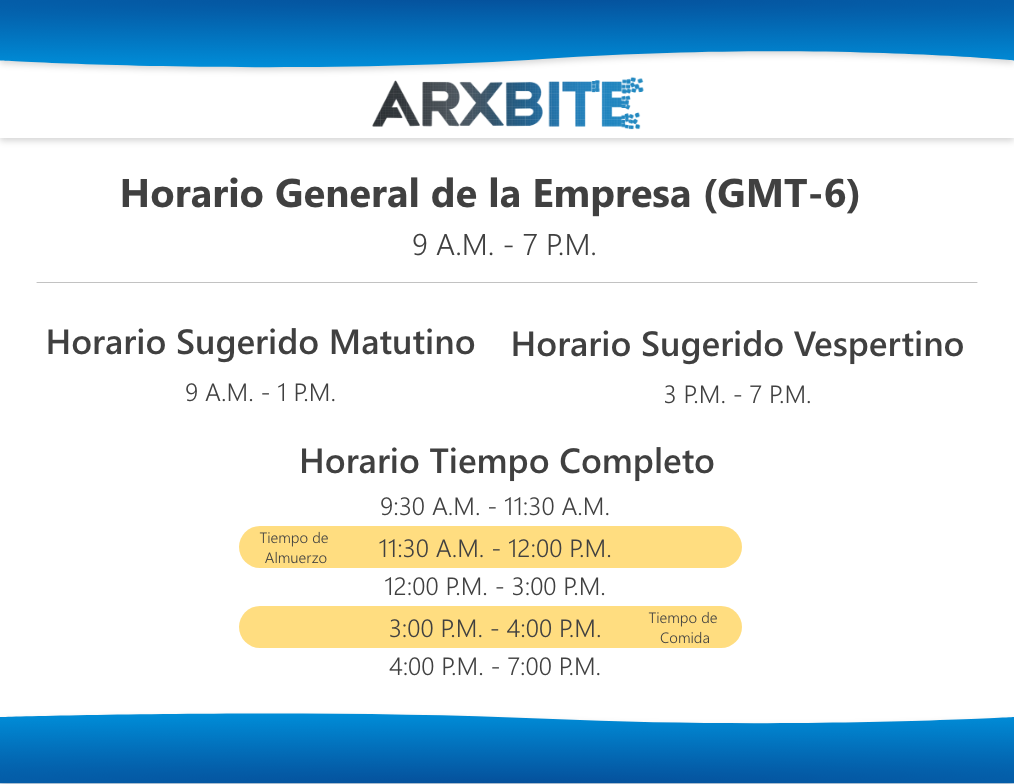 ARXBITE
Horario General de la Empresa (GMT-6)
9 A.M. - 7 P.M.
Horario Sugerido Matutino
9 A.M. - 1 P.M.
Horario Sugerido Vespertino
3 P.M. - 7 P.M.
Horario Tiempo Completo
9:30 A.M. - 11:30 A.M.
Tiempo de
Almuerzo
11:30 A.M. - 12:00 P.M.
12:00 P.M. - 3:00 P.M.
3:00 P.M. - 4:00 P.M.
Tiempo de
Comida
4:00 P.M. - 7:00 P.M.